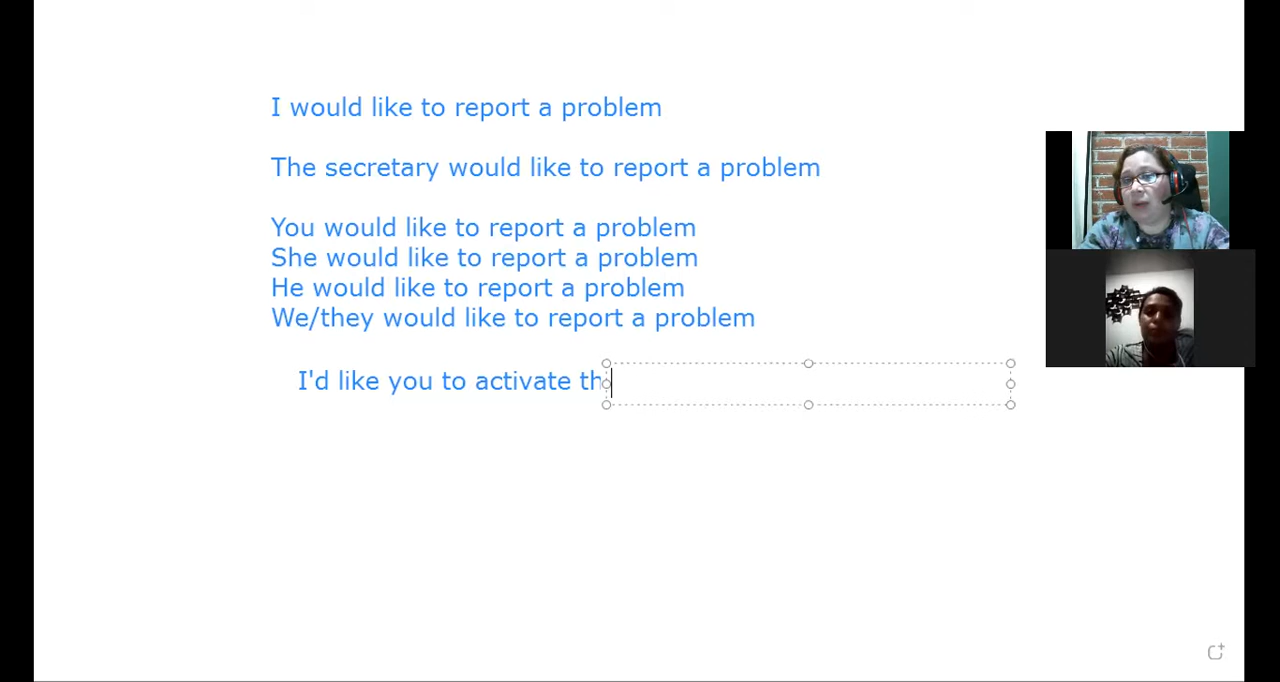 I would like to report a problem
The secretary would like to report a problem
You would like to report a problem
She would like to report a problem
He would like to report a problem
We/they would like to report a problem
I'd like you to activate th